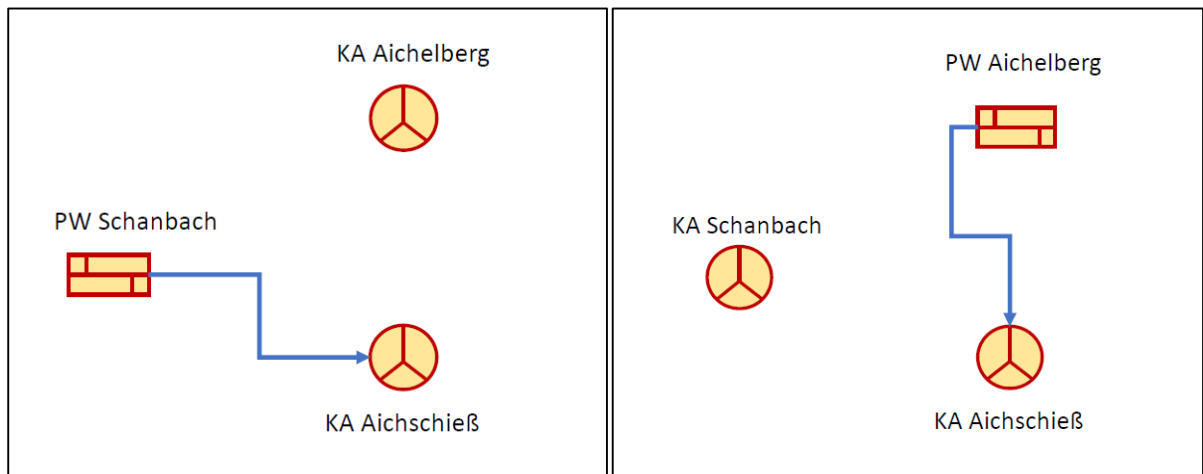 KA Aichelberg
PW Schanbach
KA Aichschieß
PW Aichelberg
KA Schanbach
KA Aichschieß